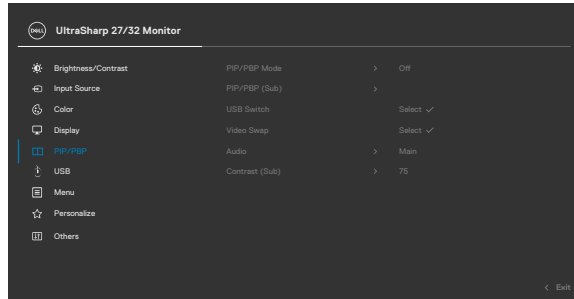 DELL UltraSharp 27/32 Monitor
Brightness/Contrast PIP/PBP Mode > Off
Input Source PIP/PBP (Sub) >
Color USB Switch Select ✓
Display Video Swap Select ✓
PIP/PBP Audio > Main
USB Contrast (Sub) > 75
Menu
Personalize
Others
< Exit